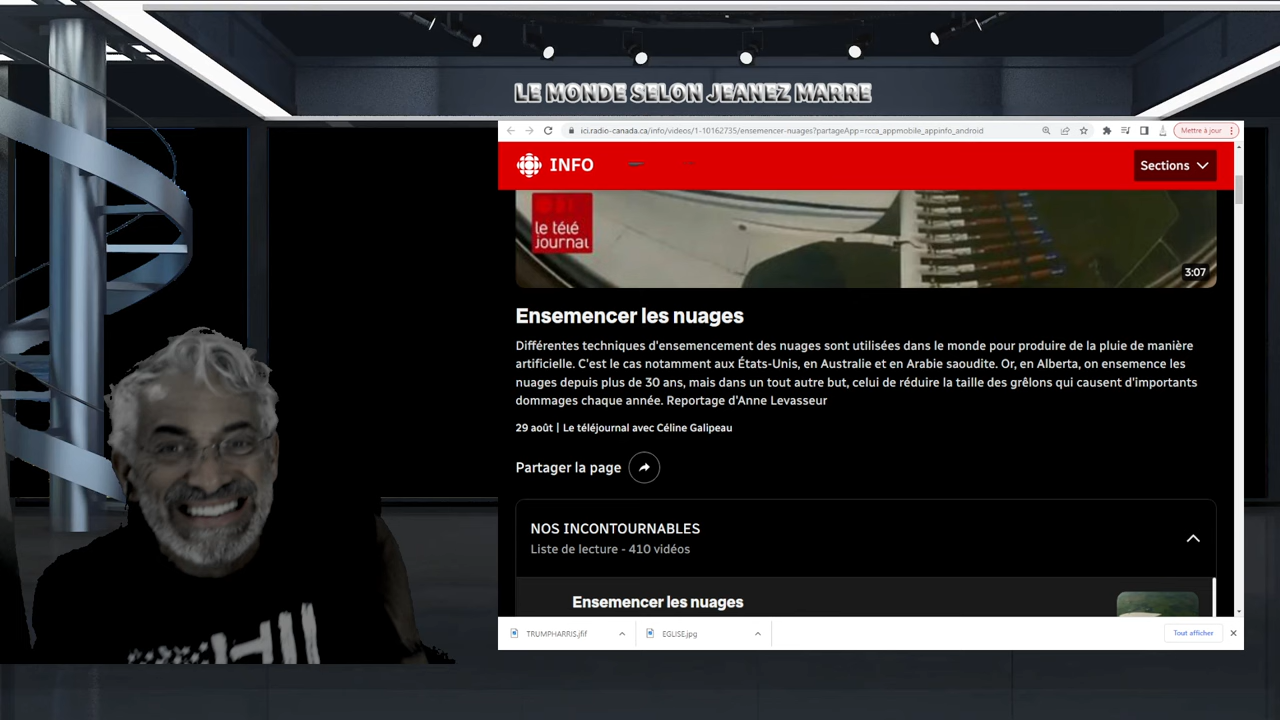 LE MONDE SELON JEANEZ MARRE
ici.radio-canada.ca/info/videos/1-10162735/ensemencer-nuages?partageApp=rcca_appmobile_appinfo_android
Mettre à jour
INFO
Sections
le télé
journal
3:07
Ensemencer les nuages
Différentes techniques d'ensemencement des nuages sont utilisées dans le monde pour produire de la pluie de manière
artificielle. C'est le cas notamment aux États-Unis, en Australie et en Arabie saoudite. Or, en Alberta, on ensemence les
nuages depuis plus de 30 ans, mais dans un tout autre but, celui de réduire la taille des grêlons qui causent d'importants
dommages chaque année. Reportage d'Anne Levasseur
29 août | Le téléjournal avec Céline Galipeau
Partager la page
NOS INCONTOURNABLES
Liste de lecture - 410 vidéos
Ensemencer les nuages
TRUMPHARRIS.jfif
EGLISE.jpg
Tout afficher